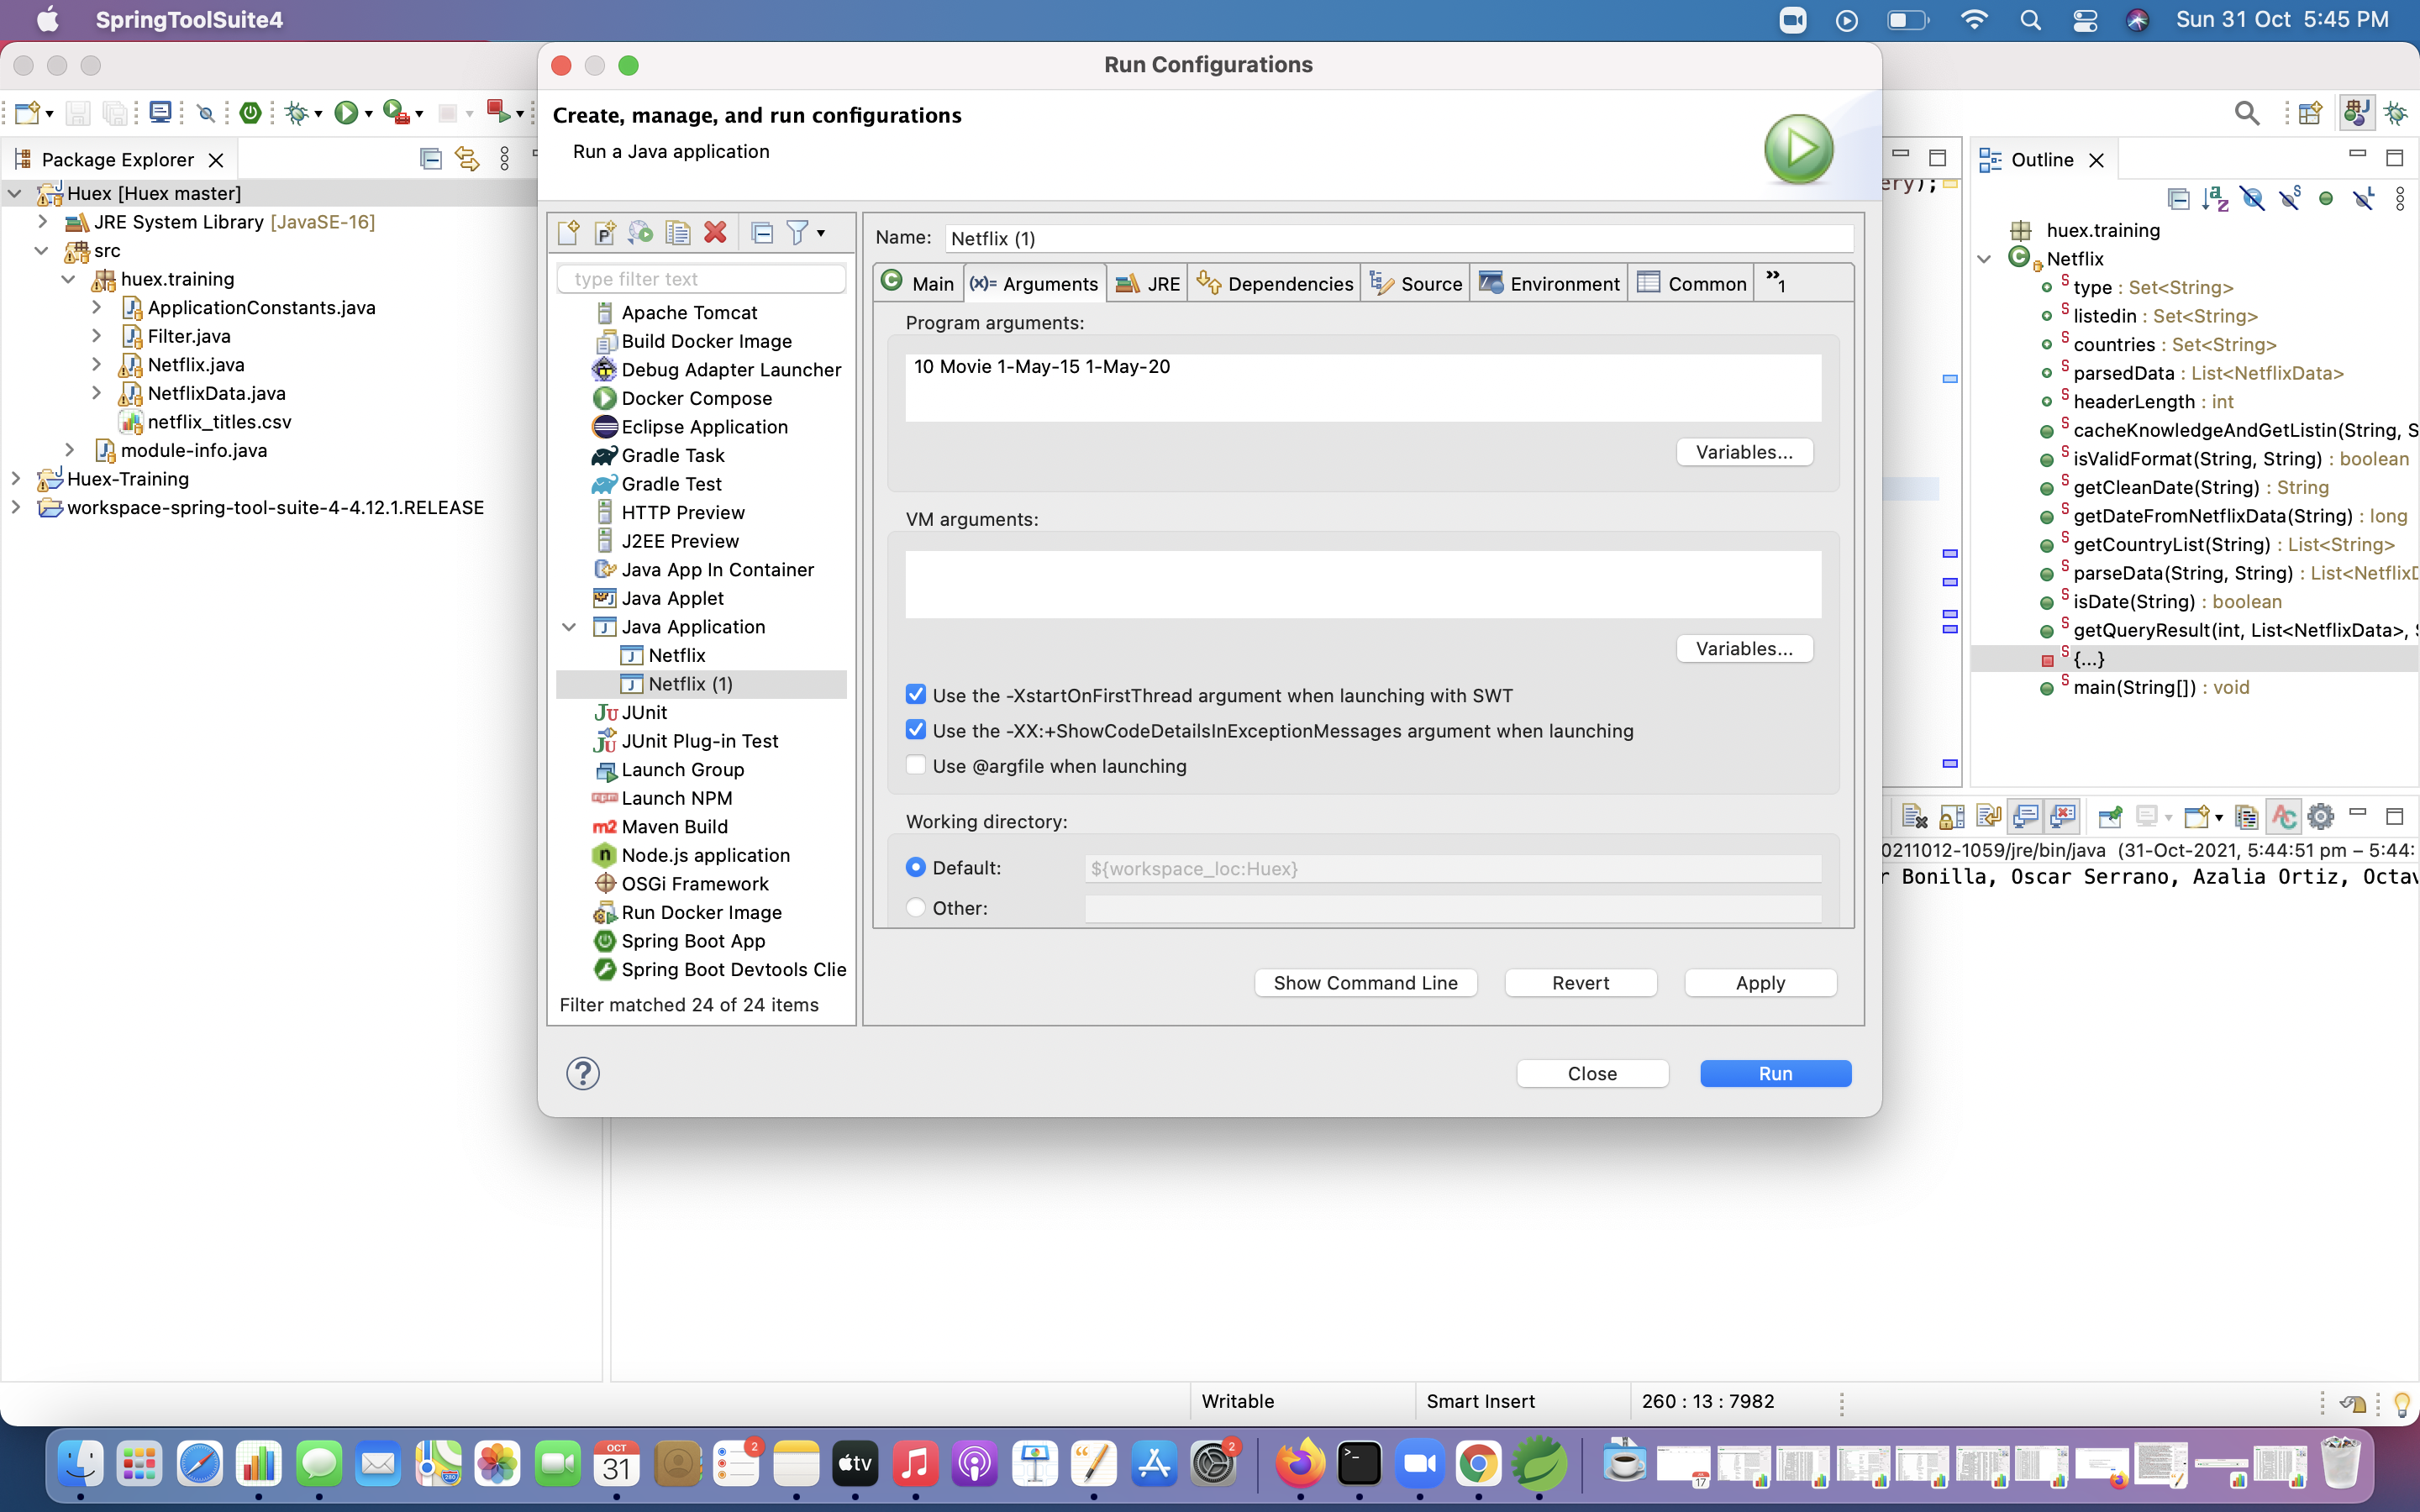 SpringToolSuite4
Sun 31 Oct 5:45 PM
Package Explorer
Huex [Huex master]
JRE System Library [JavaSE-16]
src
huex.training
ApplicationConstants.java
Filter.java
Netflix.java
NetflixData.java
netflix_titles.csv
module-info.java
Huex-Training
workspace-spring-tool-suite-4-4.12.1.RELEASE
Run Configurations
Create, manage, and run configurations
Run a Java application
type filter text
Apache Tomcat
Build Docker Image
Debug Adapter Launcher
Docker Compose
Eclipse Application
Gradle Task
Gradle Test
HTTP Preview
J2EE Preview
Java App In Container
Java Applet
Java Application
Netflix
Netflix (1)
JUnit
JUnit Plug-in Test
Launch Group
Launch NPM
Maven Build
Node.js application
OSGi Framework
Run Docker Image
Spring Boot App
Spring Boot Devtools Clie
Filter matched 24 of 24 items
Name: Netflix (1)
Main (x)= Arguments JRE Dependencies Source Environment Common »1
Program arguments:
10 Movie 1-May-15 1-May-20
Variables...
VM arguments:
Variables...
Use the -XstartOnFirstThread argument when launching with SWT
Use the -XX:+ShowCodeDetailsInExceptionMessages argument when launching
Use @argfile when launching
Working directory:
Default: ${workspace_loc:Huex}
Other:
Show Command Line Revert Apply
Close Run
ery);
Outline
huex.training
Netflix
type : Set<String>
listedin : Set<String>
countries : Set<String>
parsedData : List<NetflixData>
headerLength : int
cacheKnowledgeAndGetListin(String, S
isValidFormat(String, String) : boolean
getCleanDate(String) : String
getDateFromNetflixData(String) : long
getCountryList(String) : List<String>
parseData(String, String) : List<NetflixD
isDate(String) : boolean
getQueryResult(int, List<NetflixData>, S
{...}
main(String[]) : void
0211012-1059/jre/bin/java (31-Oct-2021, 5:44:51 pm – 5:44:
r Bonilla, Oscar Serrano, Azalia Ortiz, Octav
Writable Smart Insert 260 : 13 : 7982
OCT
31
2
tv
2
17